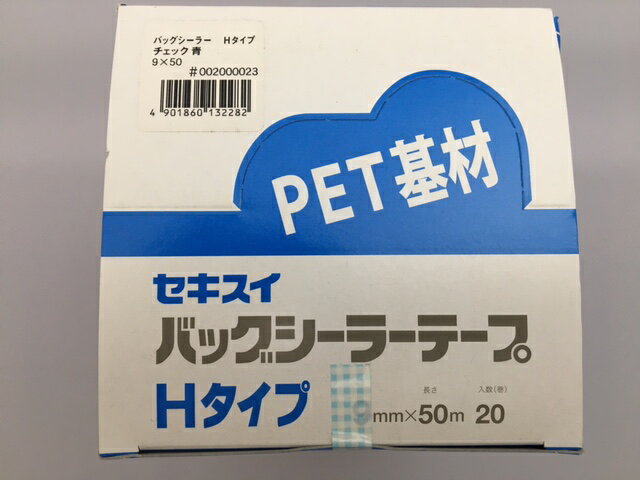 バッグシーラー Hタイプ
チェック 青
9×50
#002000023
4 901860 132282
PET基材
セキスイ
バッグシーラーテープ
Hタイプ
長さ 入数(巻)
9mm×50m 20